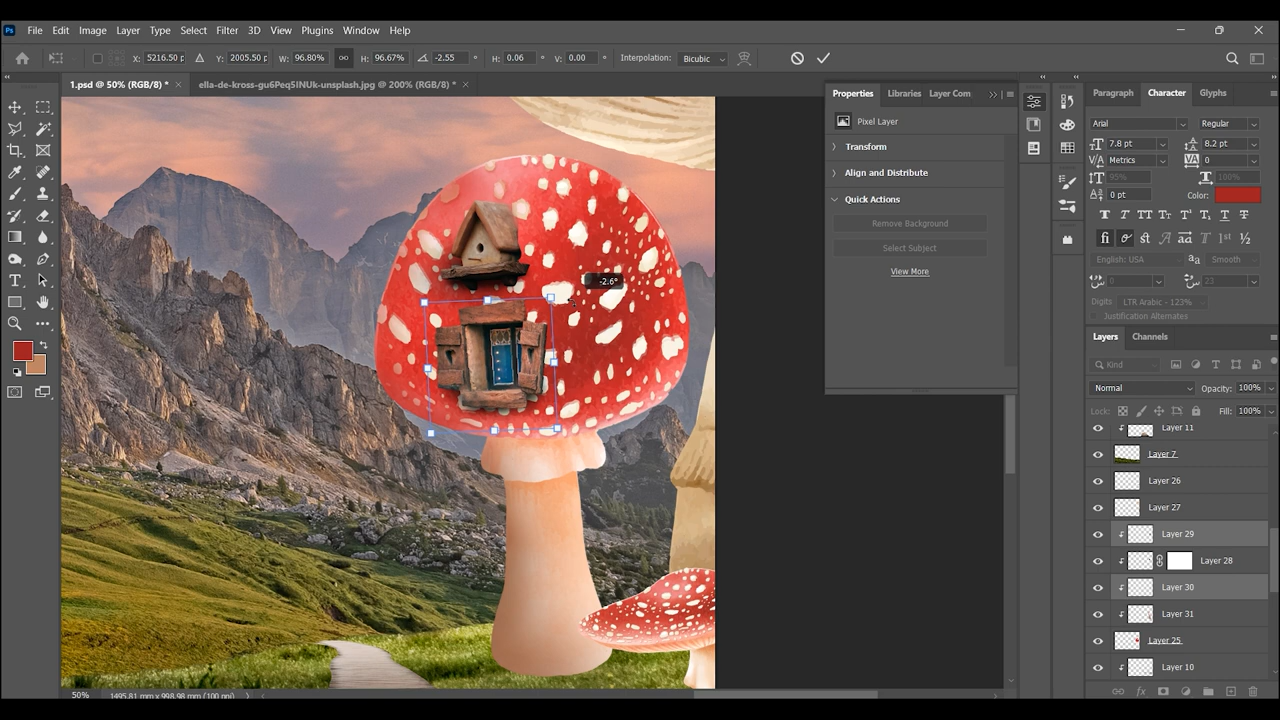 Ps File Edit Image Layer Type Select Filter 3D View Plugins Window Help
X: 5216.50 p Y: 2005.50 p W: 96.80% H: 96.67% -2.55 ° H: 0.06 ° V: 0.00 ° Interpolation: Bicubic
1.psd @ 50% (RGB/8) * ella-de-kross-gu6Peq5INUk-unsplash.jpg @ 200% (RGB/8) *
Properties Libraries Layer Com
Pixel Layer
Transform
Align and Distribute
Quick Actions
Remove Background
Select Subject
View More
-2.6°
Paragraph Character Glyphs
Arial Regular
7.8 pt 8.2 pt
Metrics 0
95% 100%
0 pt Color:
English: USA Smooth
0 23
Digits LTR Arabic - 123%
Justification Alternates
Layers Channels
Kind
Normal Opacity: 100%
Lock: Fill: 100%
Layer 11
Layer 7
Layer 26
Layer 27
Layer 29
Layer 28
Layer 30
Layer 31
Layer 25
Layer 10
50% 1495.81 mm x 998.98 mm (100 ppi)